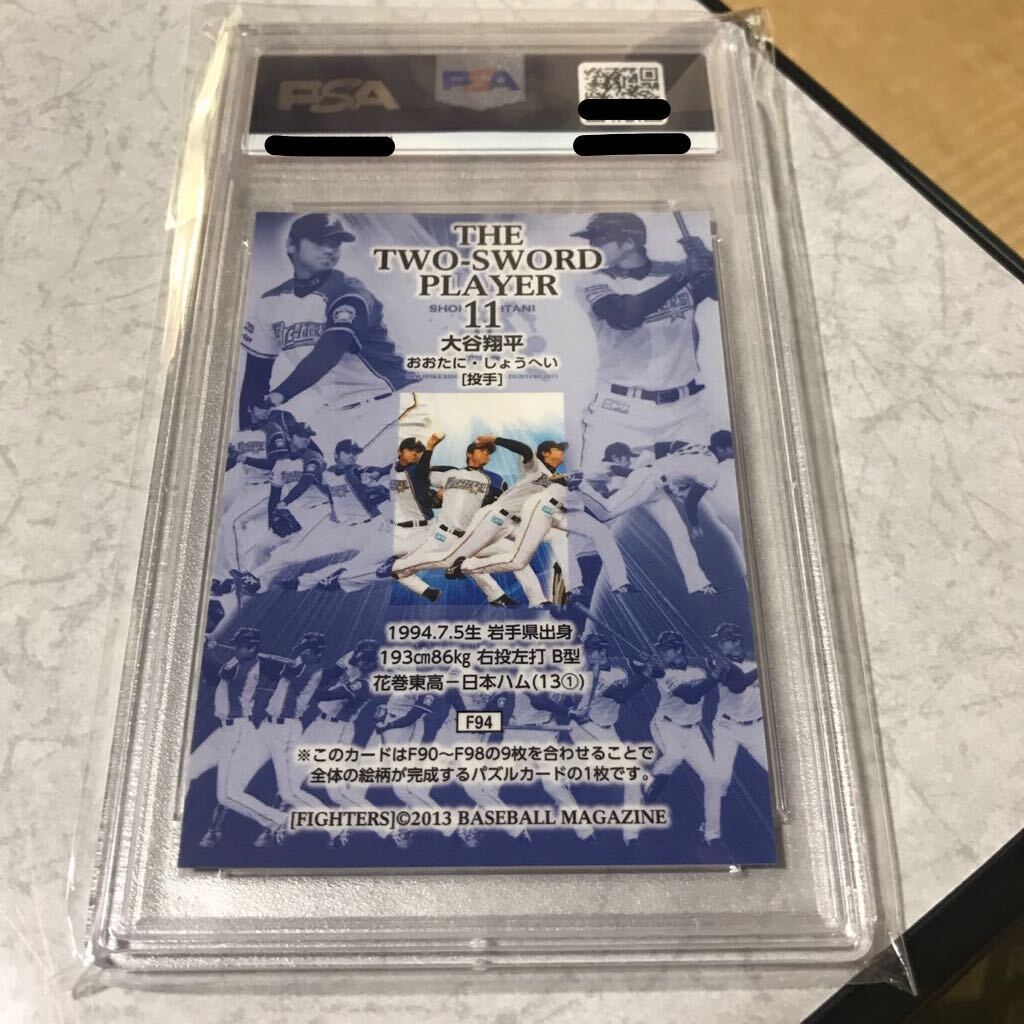 PSA
PSA
THE
TWO-SWORD
PLAYER
SHOHEI OHTANI
11
大谷翔平
おおたに・しょうへい
[投手]
1994.7.5生 岩手県出身
193cm86kg 右投左打 B型
花巻東高－日本ハム(13①)
F94
※このカードはF90～F98の9枚を合わせることで
全体の絵柄が完成するパズルカードの1枚です。
[FIGHTERS]©2013 BASEBALL MAGAZINE